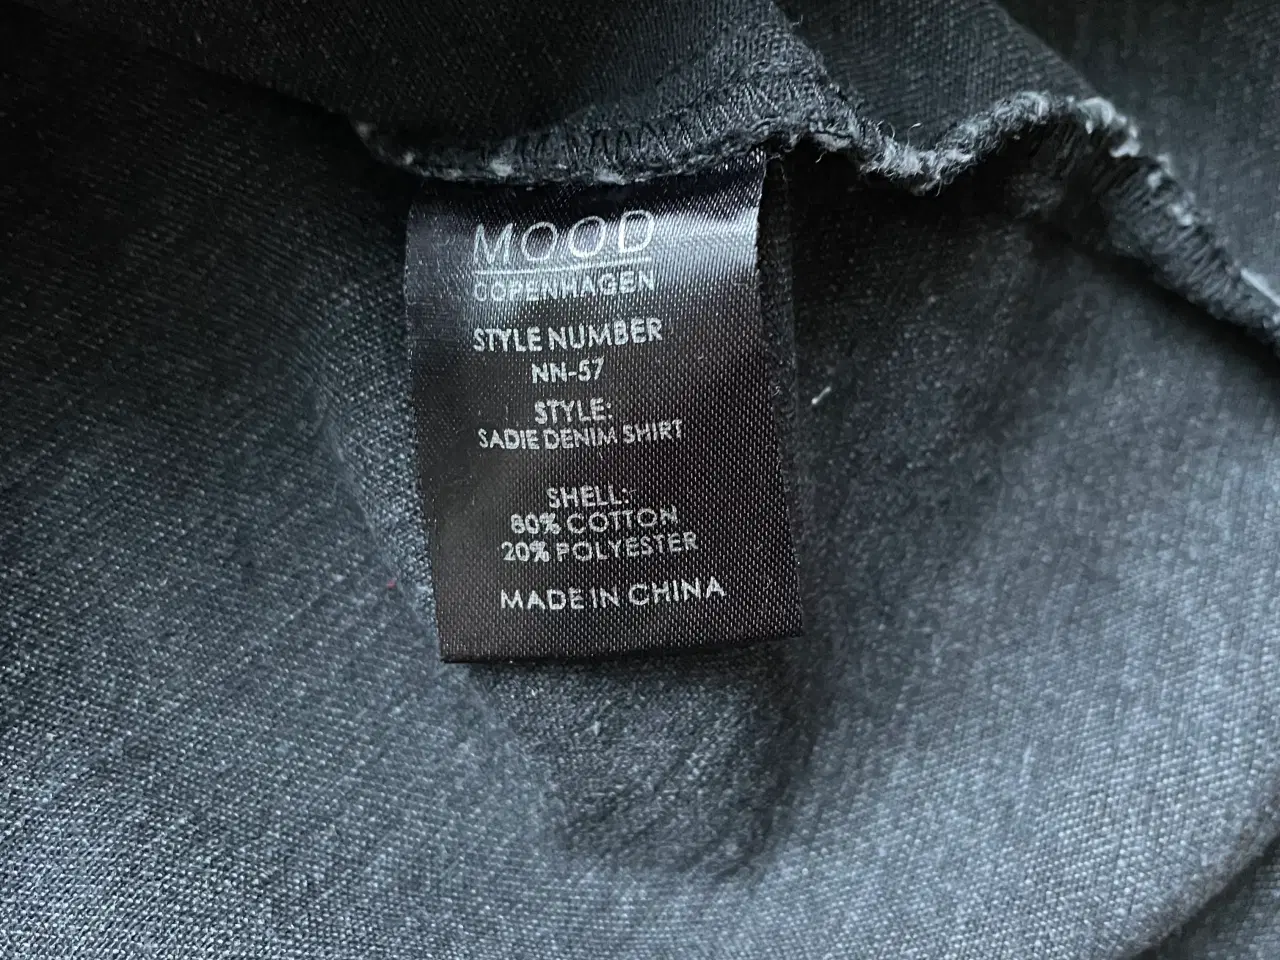 MOOD
COPENHAGEN
STYLE NUMBER
NN-57
STYLE:
SADIE DENIM SHIRT
SHELL:
80% COTTON
20% POLYESTER
MADE IN CHINA